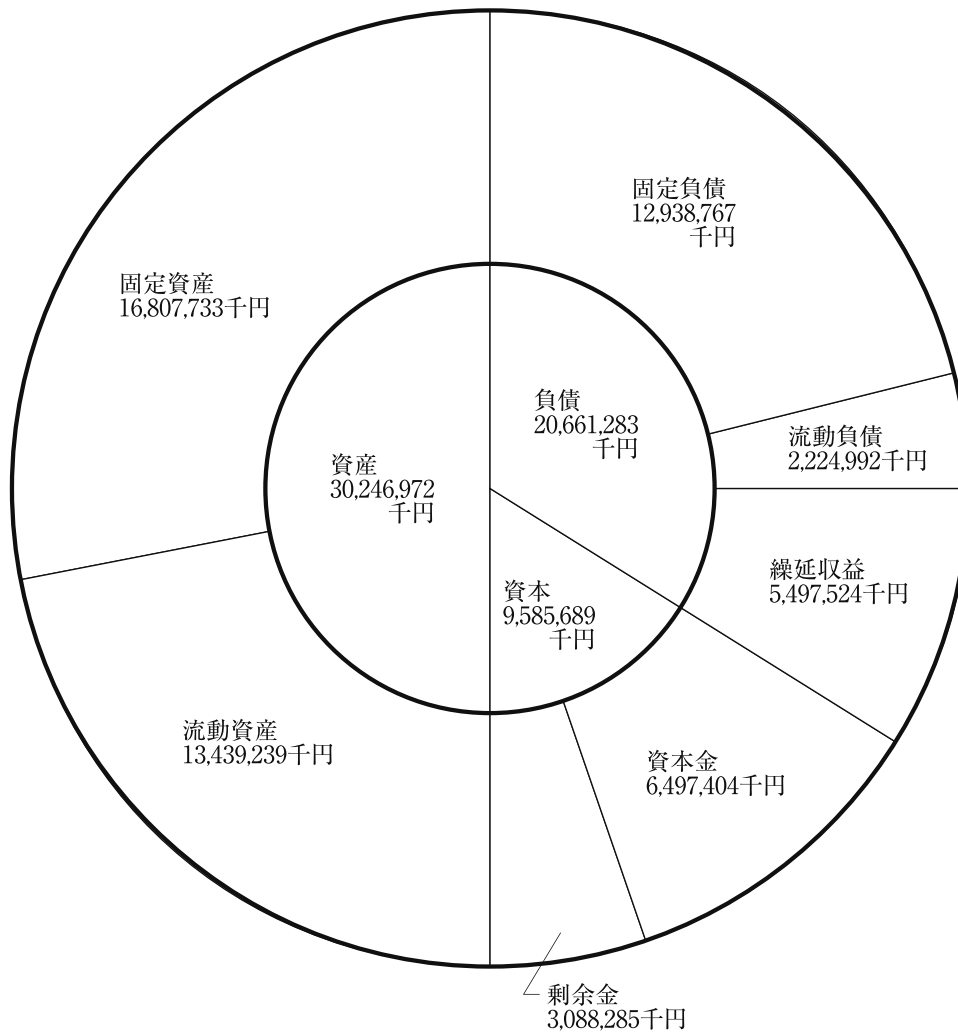 固定負債
12,938,767
千円
固定資産
16,807,733千円
負債
20,661,283
千円
流動負債
2,224,992千円
資産
30,246,972
千円
繰延収益
5,497,524千円
資本
9,585,689
千円
流動資産
13,439,239千円
資本金
6,497,404千円
剰余金
3,088,285千円